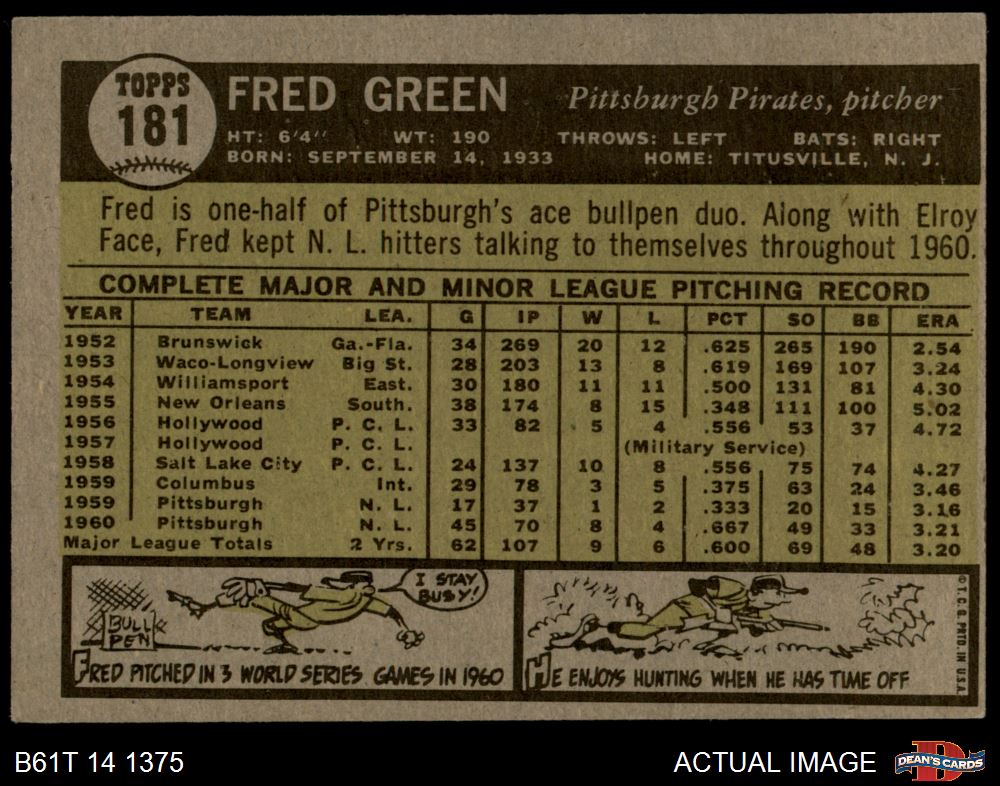 TOPPS
181
FRED GREEN
Pittsburgh Pirates, pitcher
HT: 6'4" WT: 190 THROWS: LEFT BATS: RIGHT
BORN: SEPTEMBER 14, 1933 HOME: TITUSVILLE, N. J.
Fred is one-half of Pittsburgh's ace bullpen duo. Along with Elroy
Face, Fred kept N. L. hitters talking to themselves throughout 1960.
COMPLETE MAJOR AND MINOR LEAGUE PITCHING RECORD
YEAR TEAM LEA. G IP W L PCT SO BB ERA
1952 Brunswick Ga.-Fla. 34 269 20 12 .625 265 190 2.54
1953 Waco-Longview Big St. 28 203 13 8 .619 169 107 3.24
1954 Williamsport East. 30 180 11 11 .500 131 81 4.30
1955 New Orleans South. 38 174 8 15 .348 111 100 5.02
1956 Hollywood P. C. L. 33 82 5 4 .556 53 37 4.72
1957 Hollywood P. C. L. (Military Service)
1958 Salt Lake City P. C. L. 24 137 10 8 .556 75 74 4.27
1959 Columbus Int. 29 78 3 5 .375 63 24 3.46
1959 Pittsburgh N. L. 17 37 1 2 .333 20 15 3.16
1960 Pittsburgh N. L. 45 70 8 4 .667 49 33 3.21
Major League Totals 2 Yrs. 62 107 9 6 .600 69 48 3.20
I STAY
BUSY!
BULL
PEN
FRED PITCHED IN 3 WORLD SERIES GAMES IN 1960
HE ENJOYS HUNTING WHEN HE HAS TIME OFF
© T. C. G. PRTD. IN U.S.A.
B61T 14 1375
ACTUAL IMAGE
D
DEAN'S CARDS